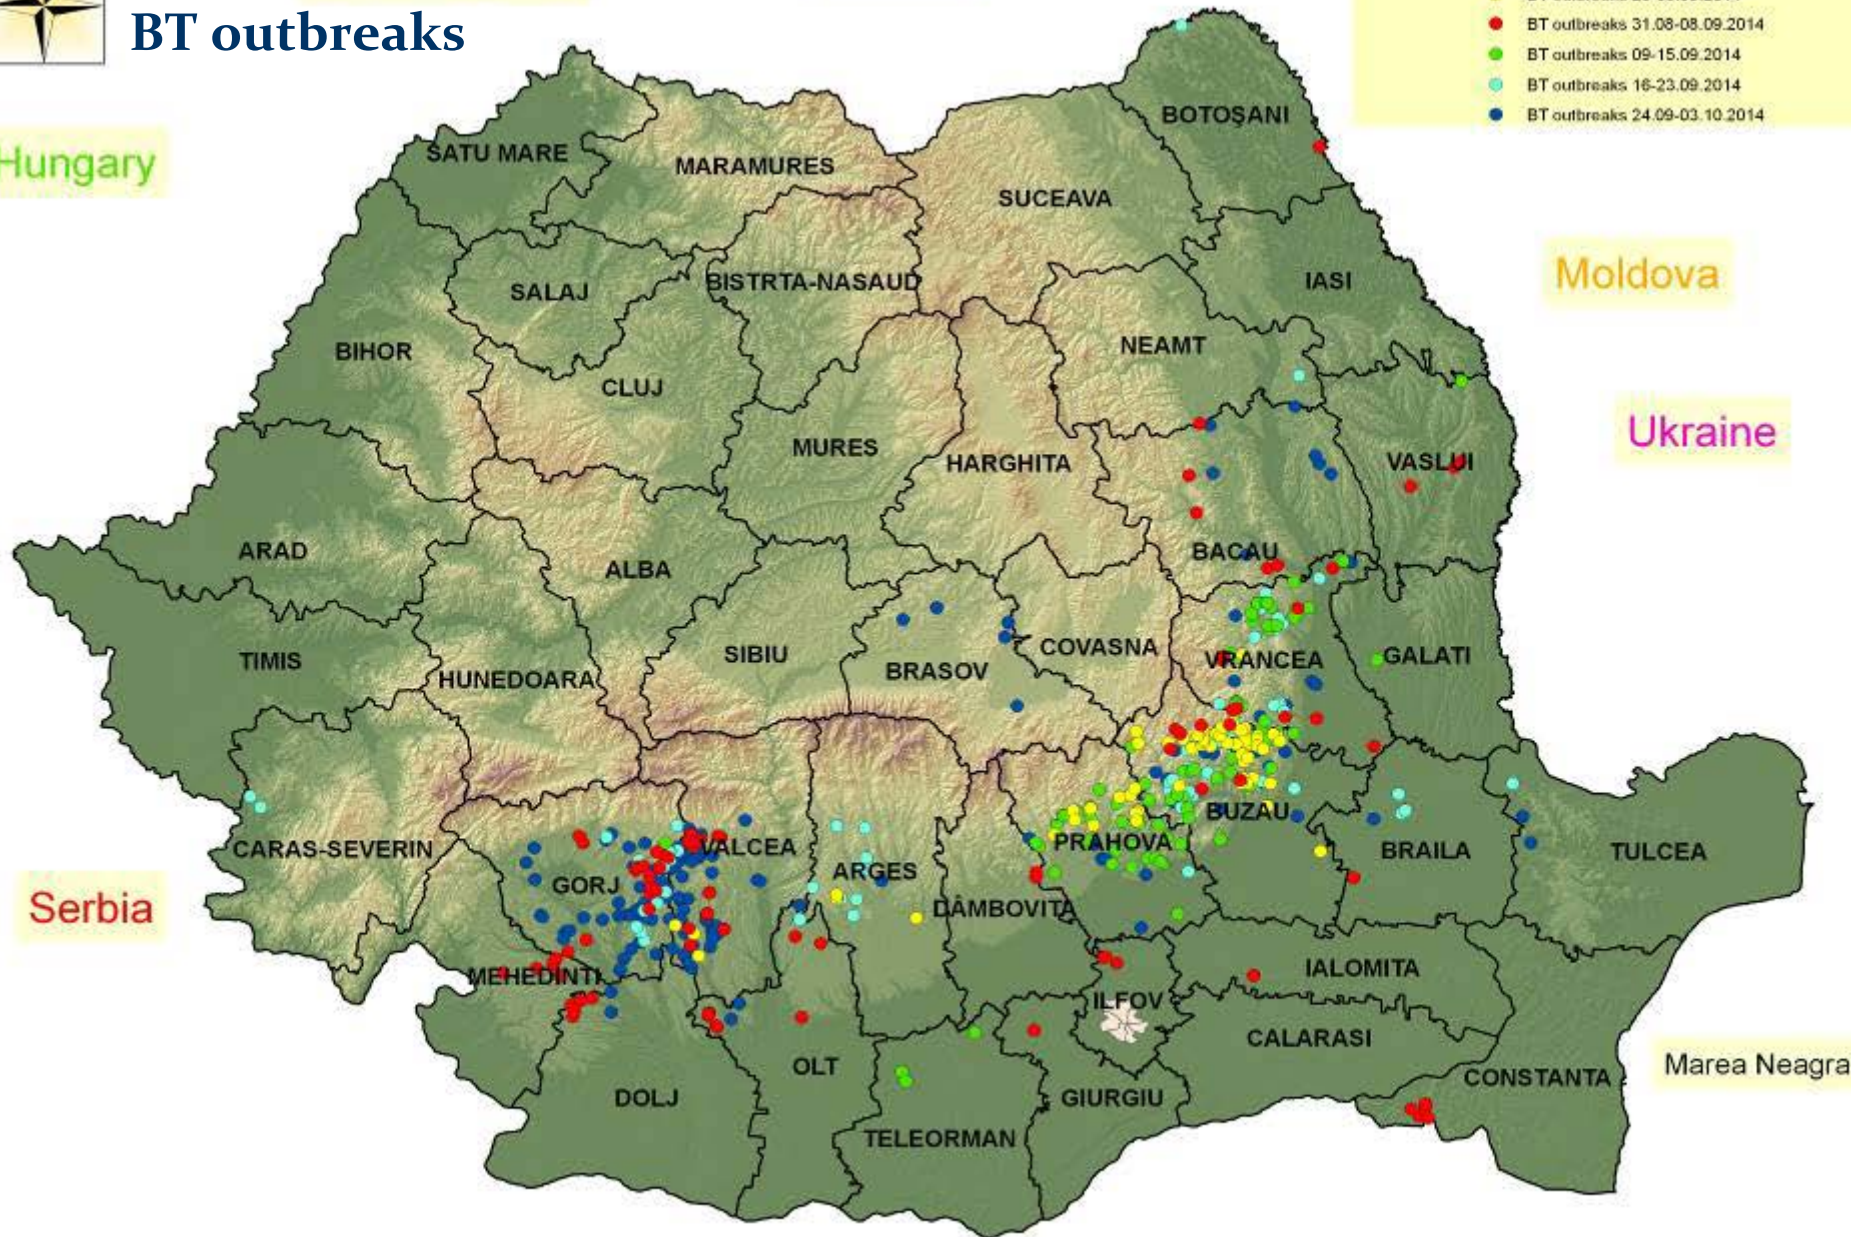 BT outbreaks
BT outbreaks 31.08-08.09.2014
BT outbreaks 09-15.09.2014
BT outbreaks 16-23.09.2014
BT outbreaks 24.09-03.10.2014
BOTOŞANI
Hungary
SATU MARE
MARAMURES
SUCEAVA
Moldova
IASI
SALAJ
BISTRTA-NASAUD
BIHOR
NEAMT
CLUJ
Ukraine
MURES
HARGHITA
VASLUI
ARAD
BACAU
ALBA
TIMIS
SIBIU
COVASNA
VRANCEA
GALATI
HUNEDOARA
BRASOV
BUZAU
CARAS-SEVERIN
VALCEA
PRAHOVA
BRAILA
TULCEA
GORJ
ARGES
Serbia
DÂMBOVITA
MEHEDINTI
IALOMITA
ILFOV
CALARASI
OLT
Marea Neagra
CONSTANTA
DOLJ
GIURGIU
TELEORMAN